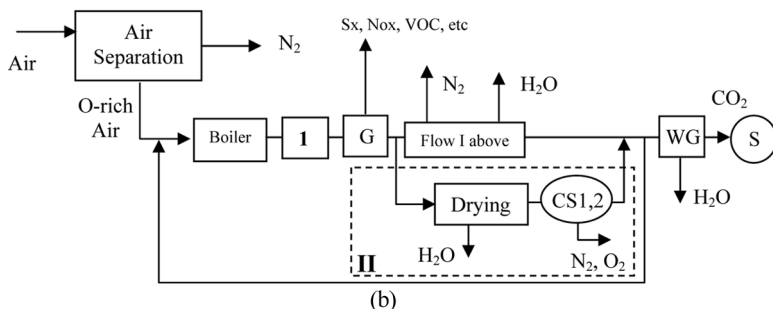 Air
Separation
Air
N₂
O-rich
Air
Sx, Nox, VOC, etc
N₂
H₂O
Boiler
1
G
Flow I above
WG
CO₂
S
H₂O
Drying
CS1,2
H₂O
II
N₂, O₂
(b)